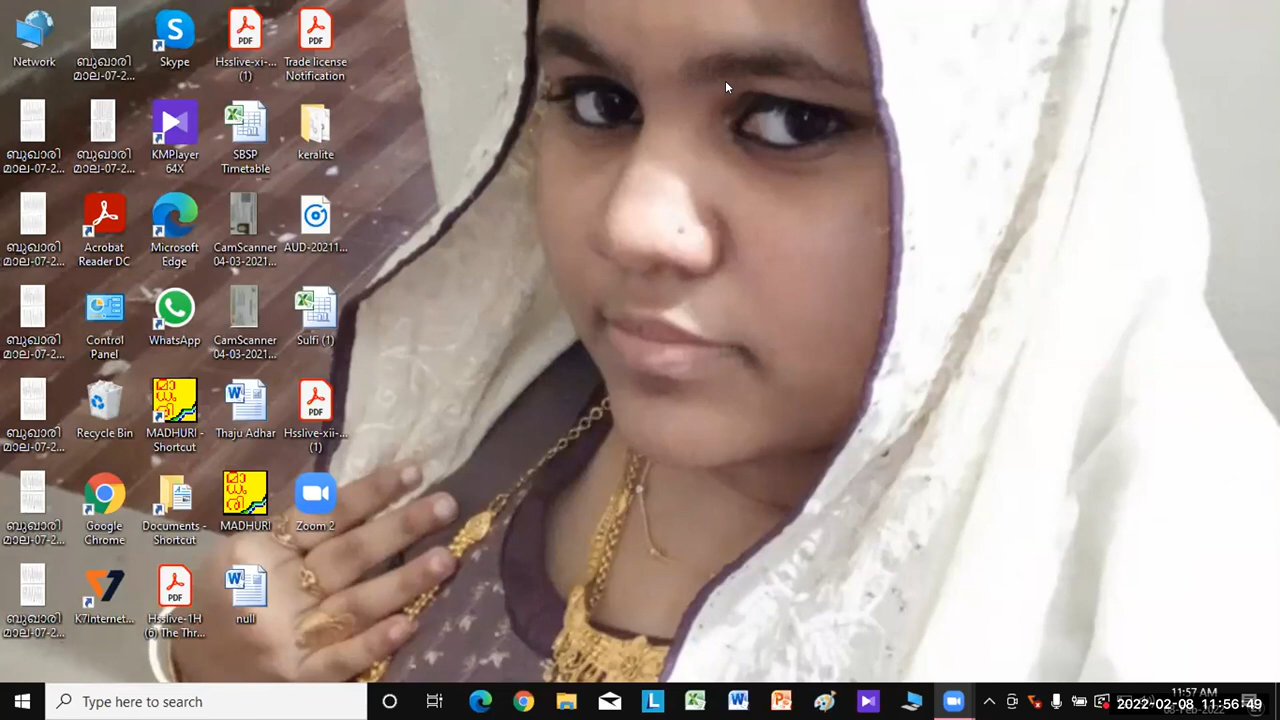 Network
ബുഖാരി
മാല-07-2...
Skype
Hsslive-xi-...
(1)
Trade license
Notification
ബുഖാരി
മാല-07-2...
ബുഖാരി
മാല-07-2...
KMPlayer
64X
SBSP
Timetable
keralite
ബുഖാരി
മാല-07-2...
Acrobat
Reader DC
Microsoft
Edge
CamScanner
04-03-2021...
AUD-20211...
ബുഖാരി
മാല-07-2...
Control
Panel
WhatsApp
CamScanner
04-03-2021...
Sulfi (1)
ബുഖാരി
മാല-07-2...
Recycle Bin
മാ
ധു
രി
MADHURI -
Shortcut
Thaju Adhar
Hsslive-xii-...
(1)
ബുഖാരി
മാല-07-2...
Google
Chrome
Documents -
Shortcut
മാ
ധു
രി
MADHURI
Zoom 2
ബുഖാരി
മാല-07-2...
K7Internet...
Hsslive-1H
(6) The Thr...
null
Type here to search
11:57 AM
2022-02-08 11:56:49